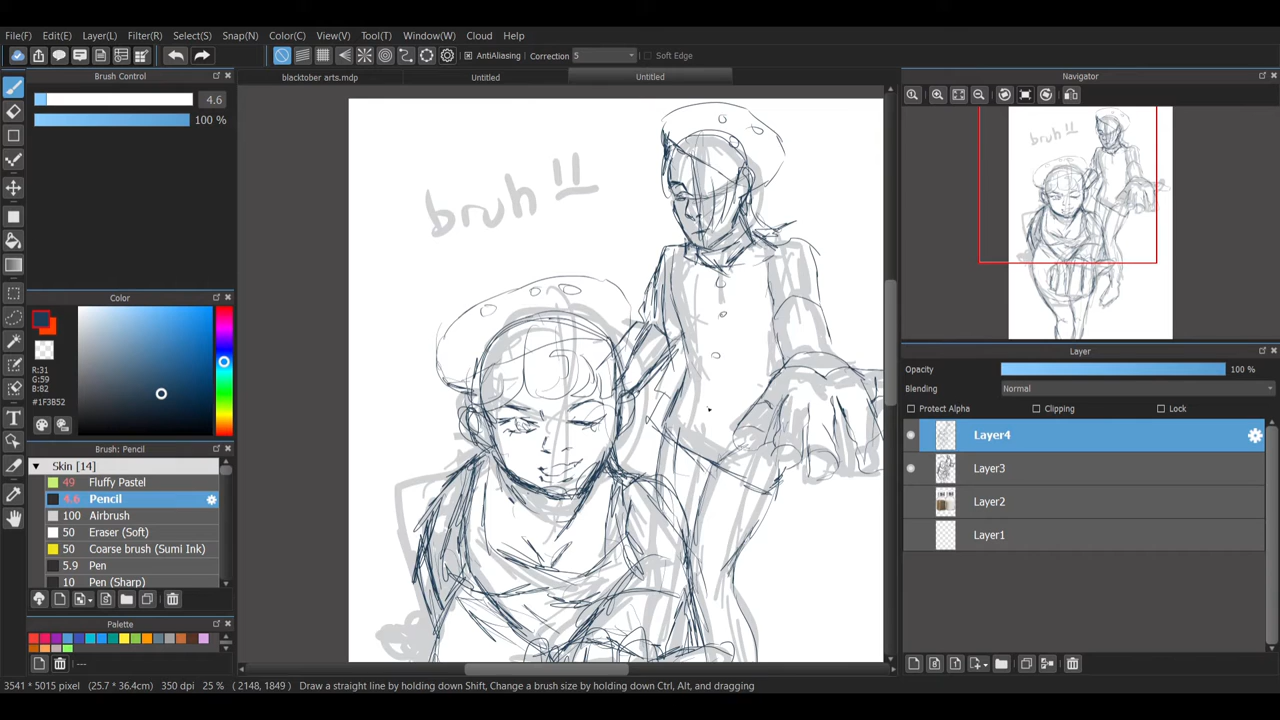 File(F) Edit(E) Layer(L) Filter(R) Select(S) Snap(N) Color(C) View(V) Tool(T) Window(W) Cloud Help
AntiAliasing Correction 5 Soft Edge
Brush Control
blacktober arts.mdp Untitled Untitled
Navigator
4.6
100 %
bruh !!
Color
R:31
G:59
B:82
#1F3B52
Layer
Opacity 100 %
Blending Normal
Protect Alpha Clipping Lock
Layer4
Layer3
Layer2
Layer1
Brush: Pencil
Skin [14]
49 Fluffy Pastel
4.6 Pencil
100 Airbrush
50 Eraser (Soft)
50 Coarse brush (Sumi Ink)
5.9 Pen
10 Pen (Sharp)
Palette
---
3541 * 5015 pixel (25.7 * 36.4cm) 350 dpi 25 % ( 2148, 1849 ) Draw a straight line by holding down Shift, Change a brush size by holding down Ctrl, Alt, and dragging